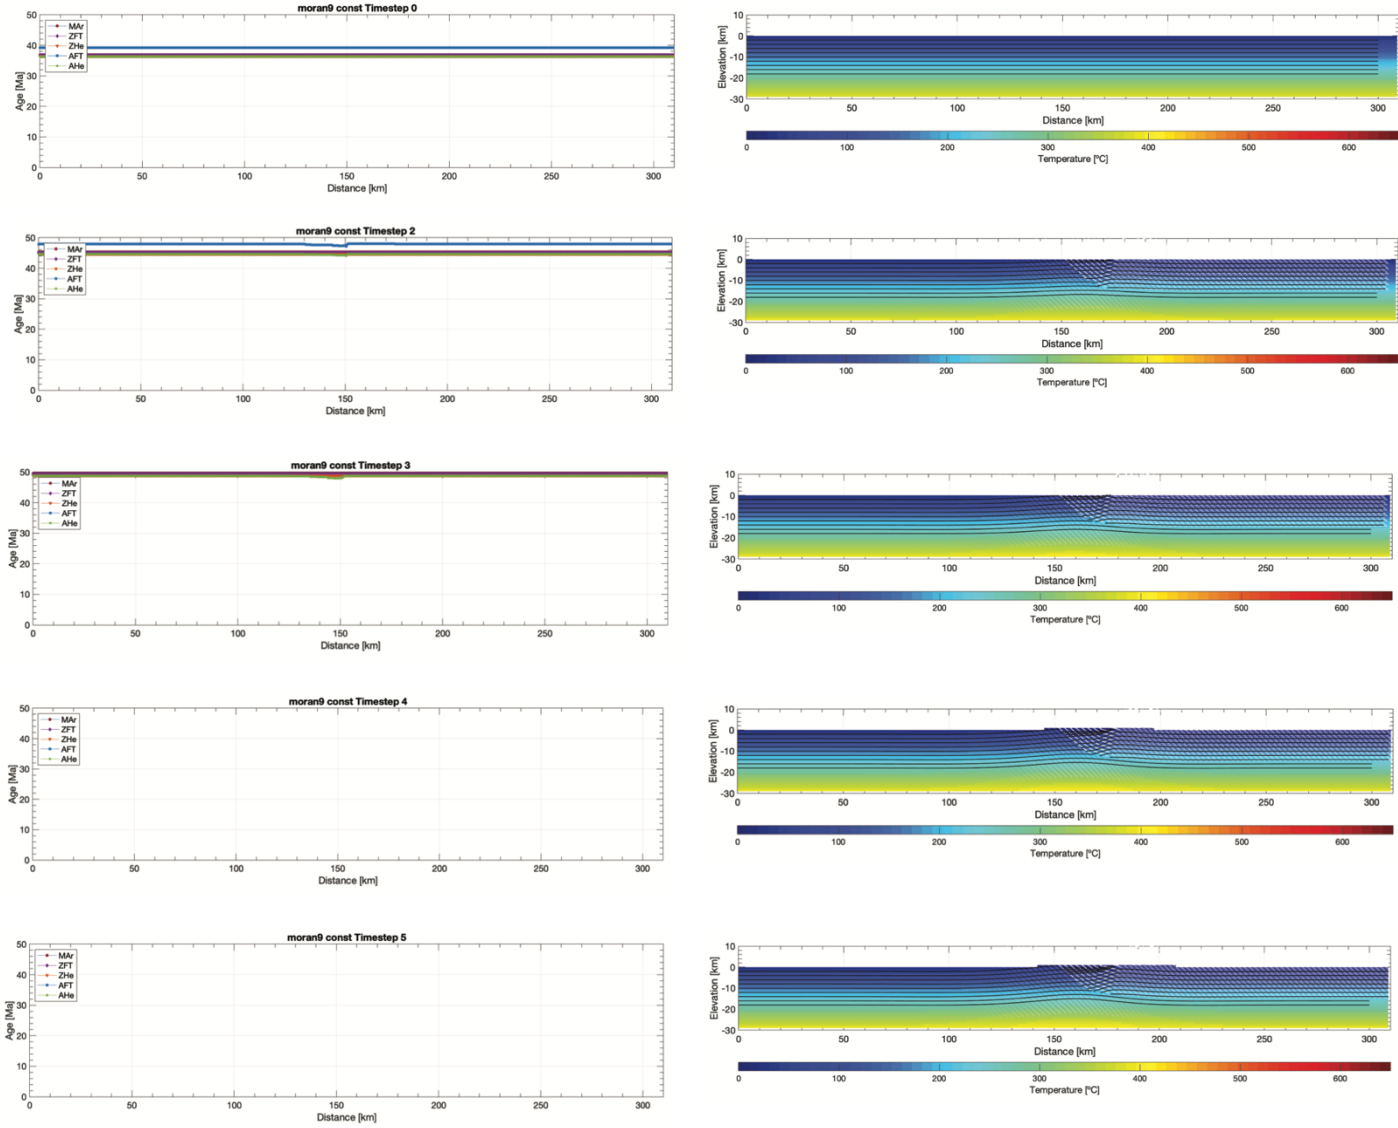 moran9 const Timestep 0
Age [Ma]
50
40
30
20
10
0
MAr
ZFT
ZHe
AFT
AHe
0 50 100 150 200 250 300
Distance [km]
Elevation [km]
10
0
-10
-20
-30
50 100 150 200 250 300
Distance [km]
0 100 200 300 400 500 600
Temperature [ºC]
moran9 const Timestep 2
Age [Ma]
50
40
30
20
10
0
MAr
ZFT
ZHe
AFT
AHe
0 50 100 150 200 250 300
Distance [km]
Elevation [km]
10
0
-10
-20
-30
0 50 100 150 200 250 300
Distance [km]
0 100 200 300 400 500 600
Temperature [ºC]
moran9 const Timestep 3
Age [Ma]
50
40
30
20
10
0
MAr
ZFT
ZHe
AFT
AHe
0 50 100 150 200 250 300
Distance [km]
Elevation [km]
10
0
-10
-20
-30
0 50 100 150 200 250 300
Distance [km]
0 100 200 300 400 500 600
Temperature [ºC]
moran9 const Timestep 4
Age [Ma]
50
40
30
20
10
0
MAr
ZFT
ZHe
AFT
AHe
0 50 100 150 200 250 300
Distance [km]
Elevation [km]
10
0
-10
-20
-30
0 50 100 150 200 250 300
Distance [km]
0 100 200 300 400 500 600
Temperature [ºC]
moran9 const Timestep 5
Age [Ma]
50
40
30
20
10
0
MAr
ZFT
ZHe
AFT
AHe
0 50 100 150 200 250 300
Distance [km]
Elevation [km]
10
0
-10
-20
-30
0 50 100 150 200 250 300
Distance [km]
0 100 200 300 400 500 600
Temperature [ºC]